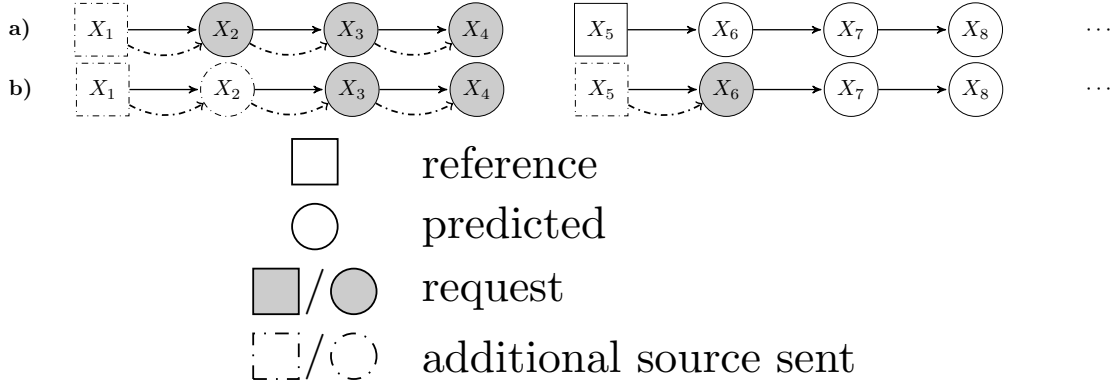 a) X₁ X₂ X₃ X₄ X₅ X₆ X₇ X₈ ···
b) X₁ X₂ X₃ X₄ X₅ X₆ X₇ X₈ ···
reference
predicted
/ request
/ additional source sent